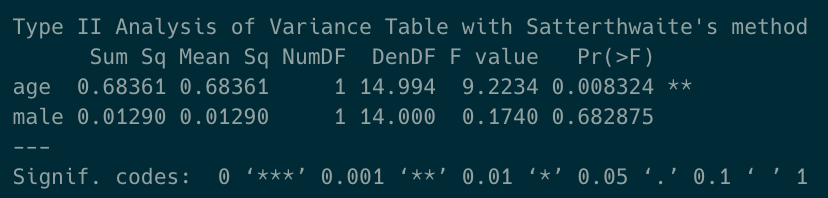 Type II Analysis of Variance Table with Satterthwaite's method
      Sum Sq Mean Sq NumDF  DenDF F value   Pr(>F)
age  0.68361 0.68361     1 14.994  9.2234 0.008324 **
male 0.01290 0.01290     1 14.000  0.1740 0.682875
---
Signif. codes:  0 ‘***’ 0.001 ‘**’ 0.01 ‘*’ 0.05 ‘.’ 0.1 ‘ ’ 1